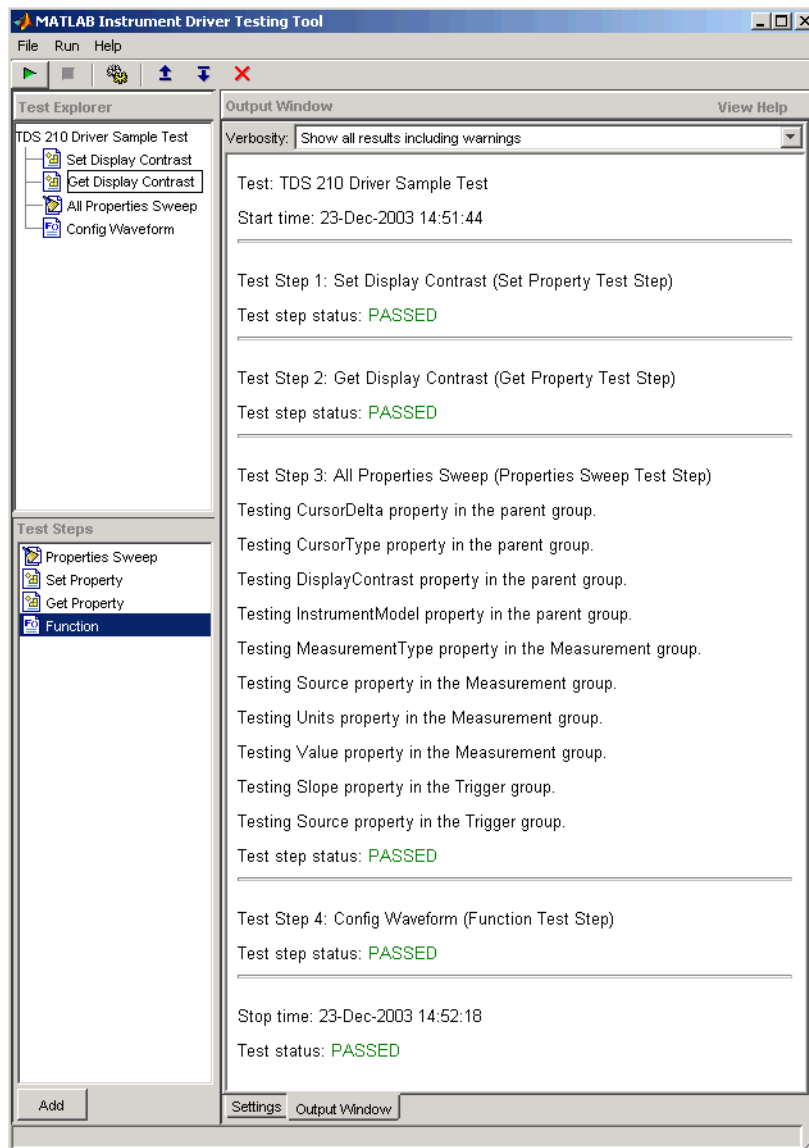 MATLAB Instrument Driver Testing Tool
File Run Help
Test Explorer
TDS 210 Driver Sample Test
Set Display Contrast
Get Display Contrast
All Properties Sweep
Config Waveform
Test Steps
Properties Sweep
Set Property
Get Property
Function
Add
Output Window View Help
Verbosity: Show all results including warnings
Test: TDS 210 Driver Sample Test
Start time: 23-Dec-2003 14:51:44
Test Step 1: Set Display Contrast (Set Property Test Step)
Test step status: PASSED
Test Step 2: Get Display Contrast (Get Property Test Step)
Test step status: PASSED
Test Step 3: All Properties Sweep (Properties Sweep Test Step)
Testing CursorDelta property in the parent group.
Testing CursorType property in the parent group.
Testing DisplayContrast property in the parent group.
Testing InstrumentModel property in the parent group.
Testing MeasurementType property in the Measurement group.
Testing Source property in the Measurement group.
Testing Units property in the Measurement group.
Testing Value property in the Measurement group.
Testing Slope property in the Trigger group.
Testing Source property in the Trigger group.
Test step status: PASSED
Test Step 4: Config Waveform (Function Test Step)
Test step status: PASSED
Stop time: 23-Dec-2003 14:52:18
Test status: PASSED
Settings Output Window